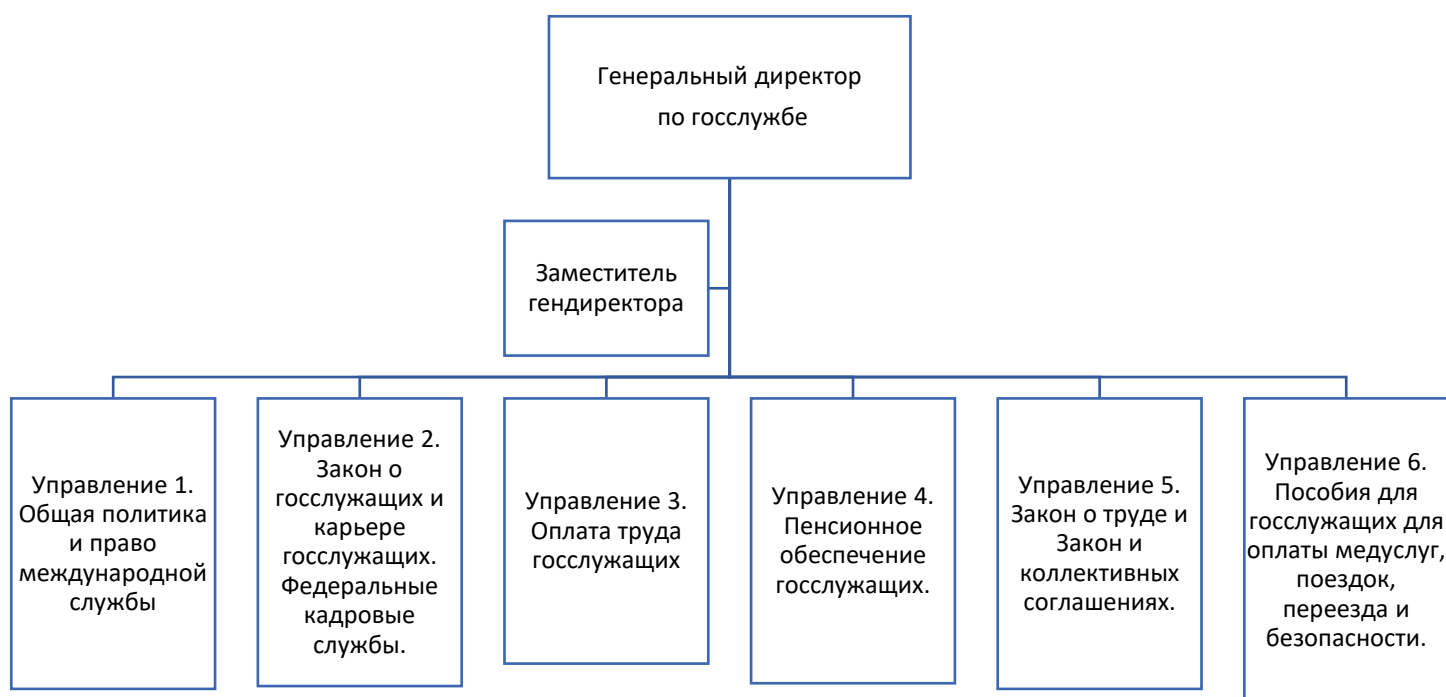 Генеральный директор
по госслужбе
Заместитель
гендиректора
Управление 1.
Общая политика
и право
международной
службы
Управление 2.
Закон о
госслужащих и
карьере
госслужащих.
Федеральные
кадровые
службы.
Управление 3.
Оплата труда
госслужащих
Управление 4.
Пенсионное
обеспечение
госслужащих.
Управление 5.
Закон о труде и
Закон и
коллективных
соглашениях.
Управление 6.
Пособия для
госслужащих для
оплаты медуслуг,
поездок,
переезда и
безопасности.